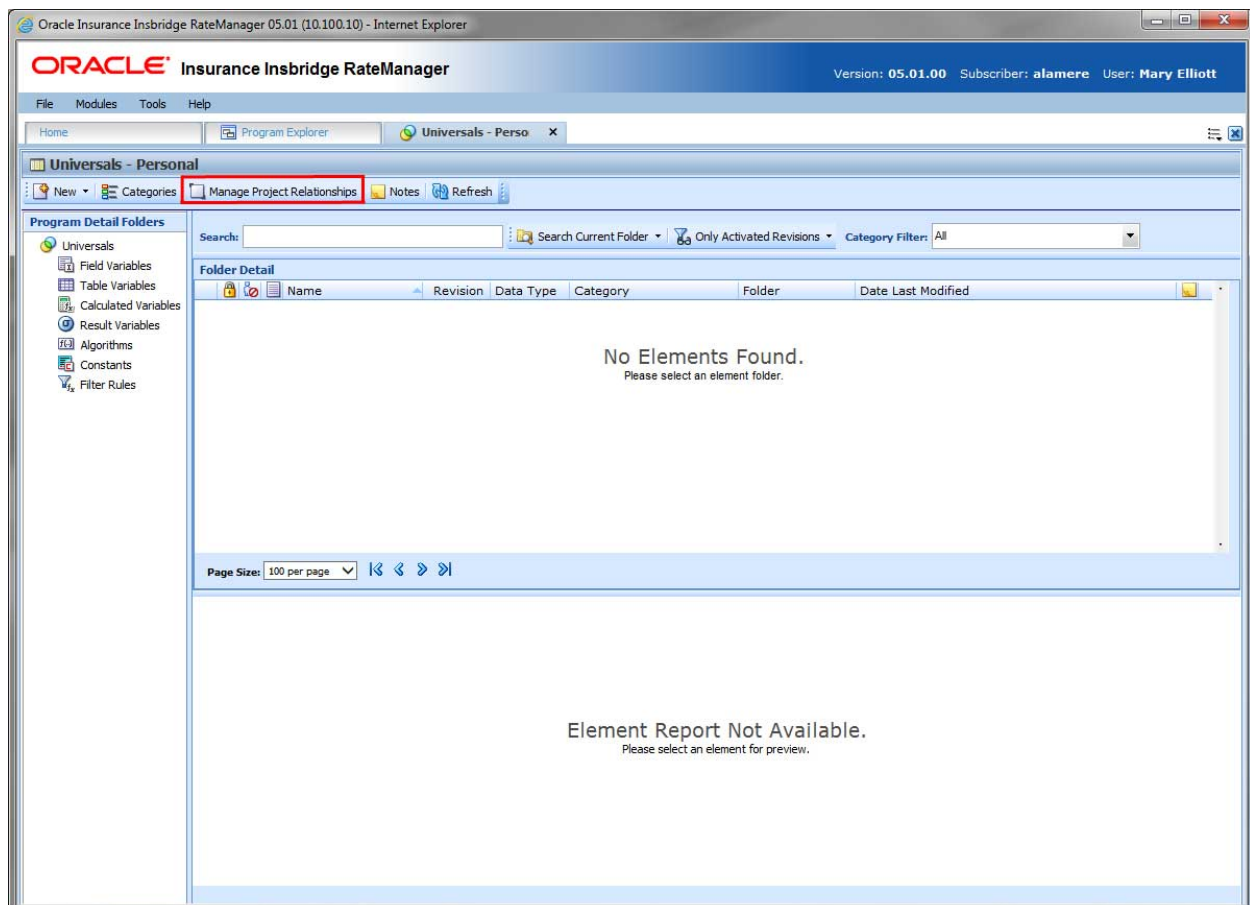 Oracle Insurance Insbridge RateManager 05.01 (10.100.10) - Internet Explorer
ORACLE Insurance Insbridge RateManager
Version: 05.01.00 Subscriber: alamere User: Mary Elliott
File Modules Tools Help
Home Program Explorer Universals - Perso
Universals - Personal
New Categories Manage Project Relationships Notes Refresh
Program Detail Folders
Universals
Field Variables
Table Variables
Calculated Variables
Result Variables
Algorithms
Constants
Filter Rules
Search: Search Current Folder Only Activated Revisions Category Filter: All
Folder Detail
Name Revision Data Type Category Folder Date Last Modified
No Elements Found.
Please select an element folder.
Page Size: 100 per page
Element Report Not Available.
Please select an element for preview.